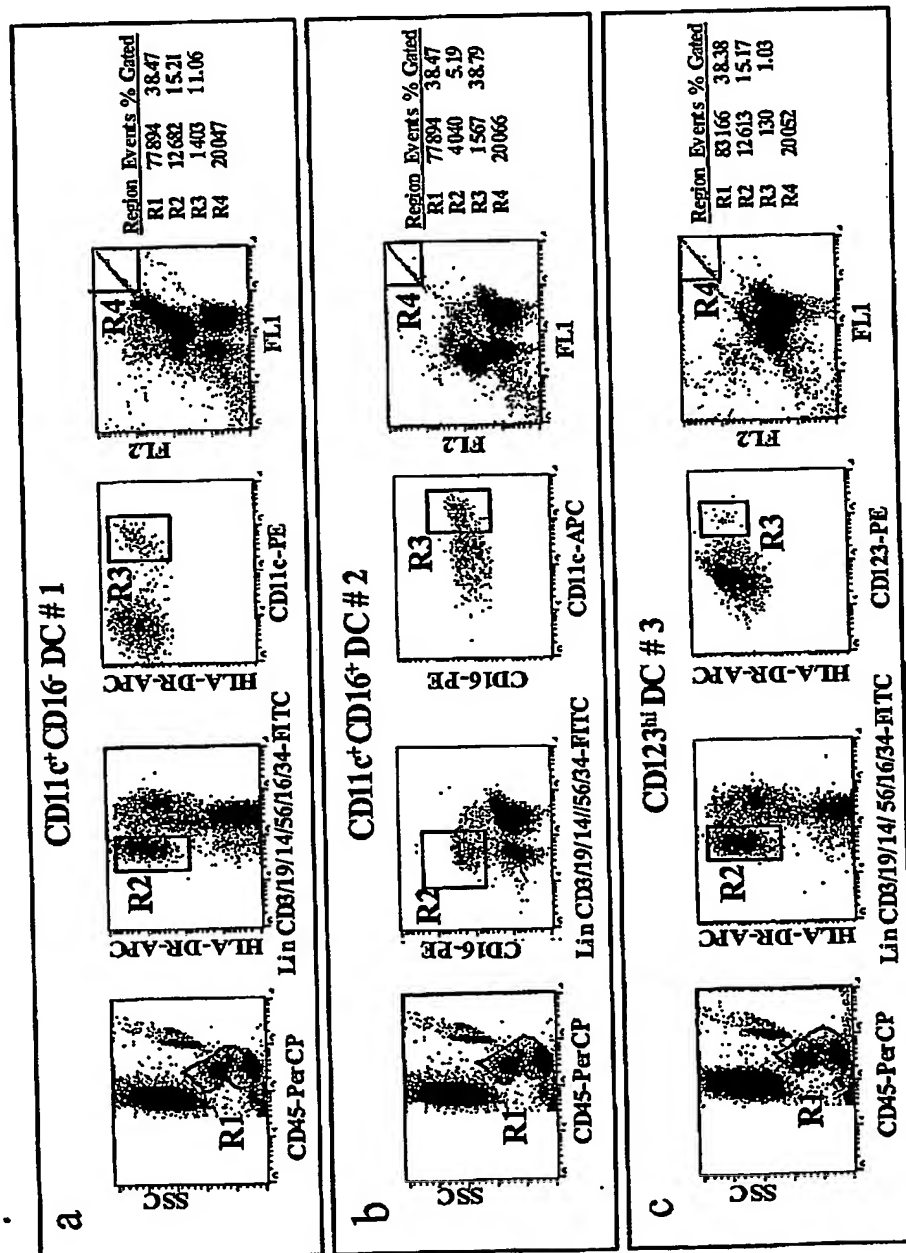 a
CD11c⁺CD16⁻ DC # 1
SSC
CD45-PerCP
R1
HLA-DR-APC
Lin CD3/19/14/56/16/34-FITC
R2
HLA-DR-APC
CD11c-PE
R3
FL2
FL1
R4
Region Events % Gated
R1 77894 38.47
R2 12682 15.21
R3 1403 11.06
R4 20047
b
CD11c⁺CD16⁺ DC # 2
SSC
CD45-PerCP
R1
CD16-PE
Lin CD3/19/14//56/34-FITC
R2
CD16-PE
CD11c-APC
R3
FL2
FL1
R4
Region Events % Gated
R1 77894 38.47
R2 4040 5.19
R3 1567 38.79
R4 20066
c
CD123ʰⁱ DC # 3
SSC
CD45-PerCP
R1
HLA-DR-APC
Lin CD3/19/14/ 56/16/34-FITC
R2
HLA-DR-APC
CD123-PE
R3
FL2
FL1
R4
Region Events % Gated
R1 83166 38.38
R2 12613 15.17
R3 130 1.03
R4 20052